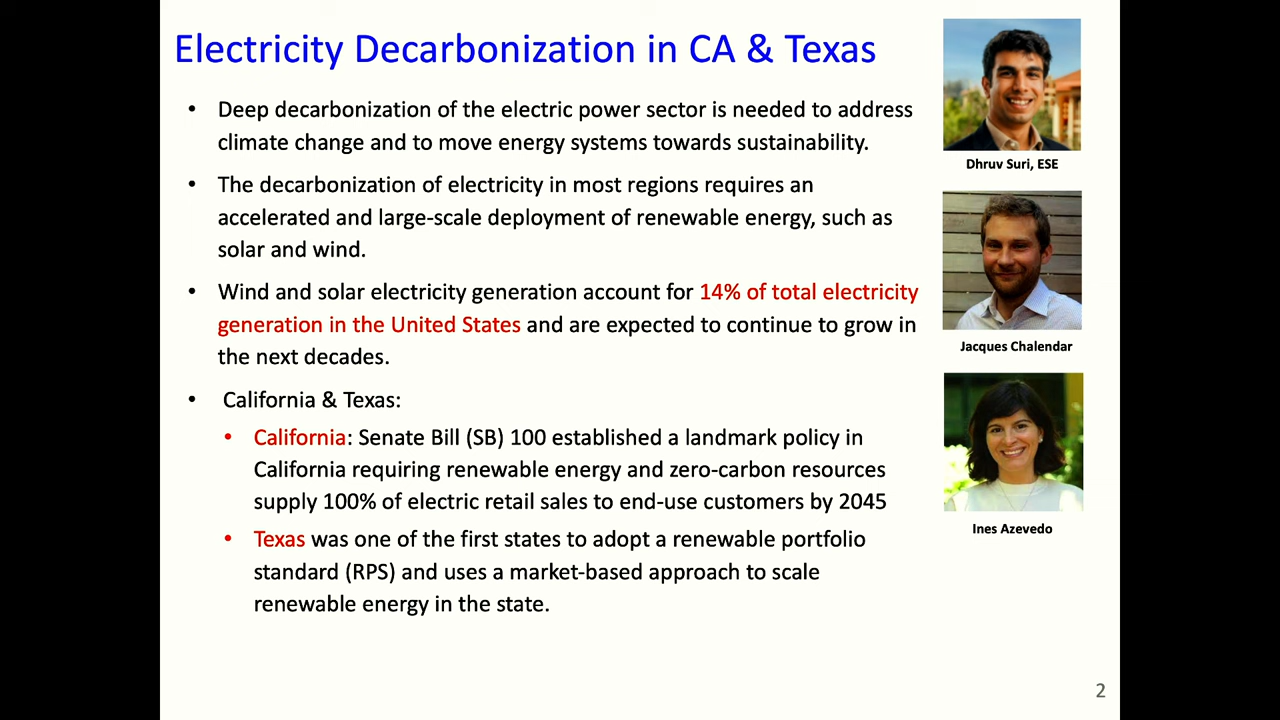 Electricity Decarbonization in CA & Texas
• Deep decarbonization of the electric power sector is needed to address
climate change and to move energy systems towards sustainability.
• The decarbonization of electricity in most regions requires an
accelerated and large-scale deployment of renewable energy, such as
solar and wind.
• Wind and solar electricity generation account for 14% of total electricity
generation in the United States and are expected to continue to grow in
the next decades.
• California & Texas:
• California: Senate Bill (SB) 100 established a landmark policy in
California requiring renewable energy and zero-carbon resources
supply 100% of electric retail sales to end-use customers by 2045
• Texas was one of the first states to adopt a renewable portfolio
standard (RPS) and uses a market-based approach to scale
renewable energy in the state.
Dhruv Suri, ESE
Jacques Chalendar
Ines Azevedo
2